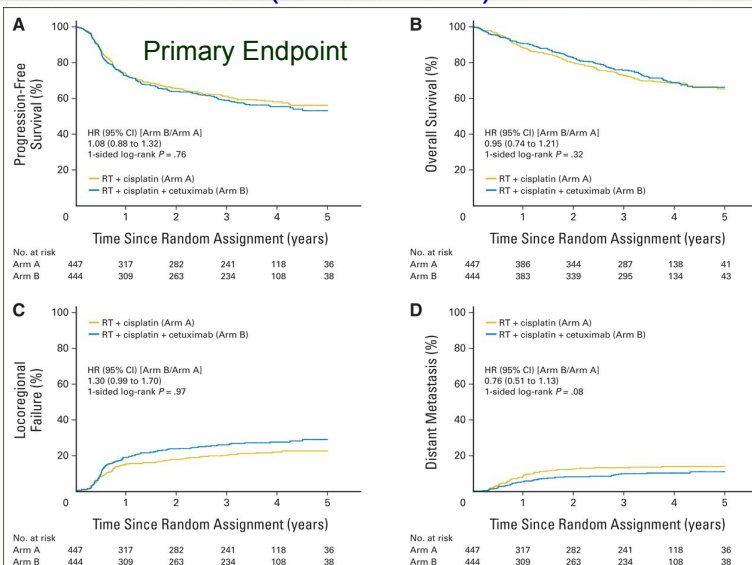 A
Primary Endpoint
Progression-Free
Survival (%)
100
80
60
40
20
0
HR (95% CI) [Arm B/Arm A]
1.08 (0.88 to 1.32)
1-sided log-rank P = .76
RT + cisplatin (Arm A)
RT + cisplatin + cetuximab (Arm B)
1 2 3 4 5
Time Since Random Assignment (years)
No. at risk
Arm A 447 317 282 241 118 36
Arm B 444 309 263 234 108 38
B
Overall Survival (%)
100
80
60
40
20
0
HR (95% CI) [Arm B/Arm A]
0.95 (0.74 to 1.21)
1-sided log-rank P = .32
RT + cisplatin (Arm A)
RT + cisplatin + cetuximab (Arm B)
1 2 3 4 5
Time Since Random Assignment (years)
No. at risk
Arm A 447 386 344 287 138 41
Arm B 444 383 339 295 134 43
C
Locoregional
Failure (%)
100
80
60
40
20
0
RT + cisplatin (Arm A)
RT + cisplatin + cetuximab (Arm B)
HR (95% CI) [Arm B/Arm A]
1.30 (0.99 to 1.70)
1-sided log-rank P = .97
1 2 3 4 5
Time Since Random Assignment (years)
No. at risk
Arm A 447 317 282 241 118 36
Arm B 444 309 263 234 108 38
D
Distant Metastasis (%)
100
80
60
40
20
0
RT + cisplatin (Arm A)
RT + cisplatin + cetuximab (Arm B)
HR (95% CI) [Arm B/Arm A]
0.76 (0.51 to 1.13)
1-sided log-rank P = .08
1 2 3 4 5
Time Since Random Assignment (years)
No. at risk
Arm A 447 317 282 241 118 36
Arm B 444 309 263 234 108 38